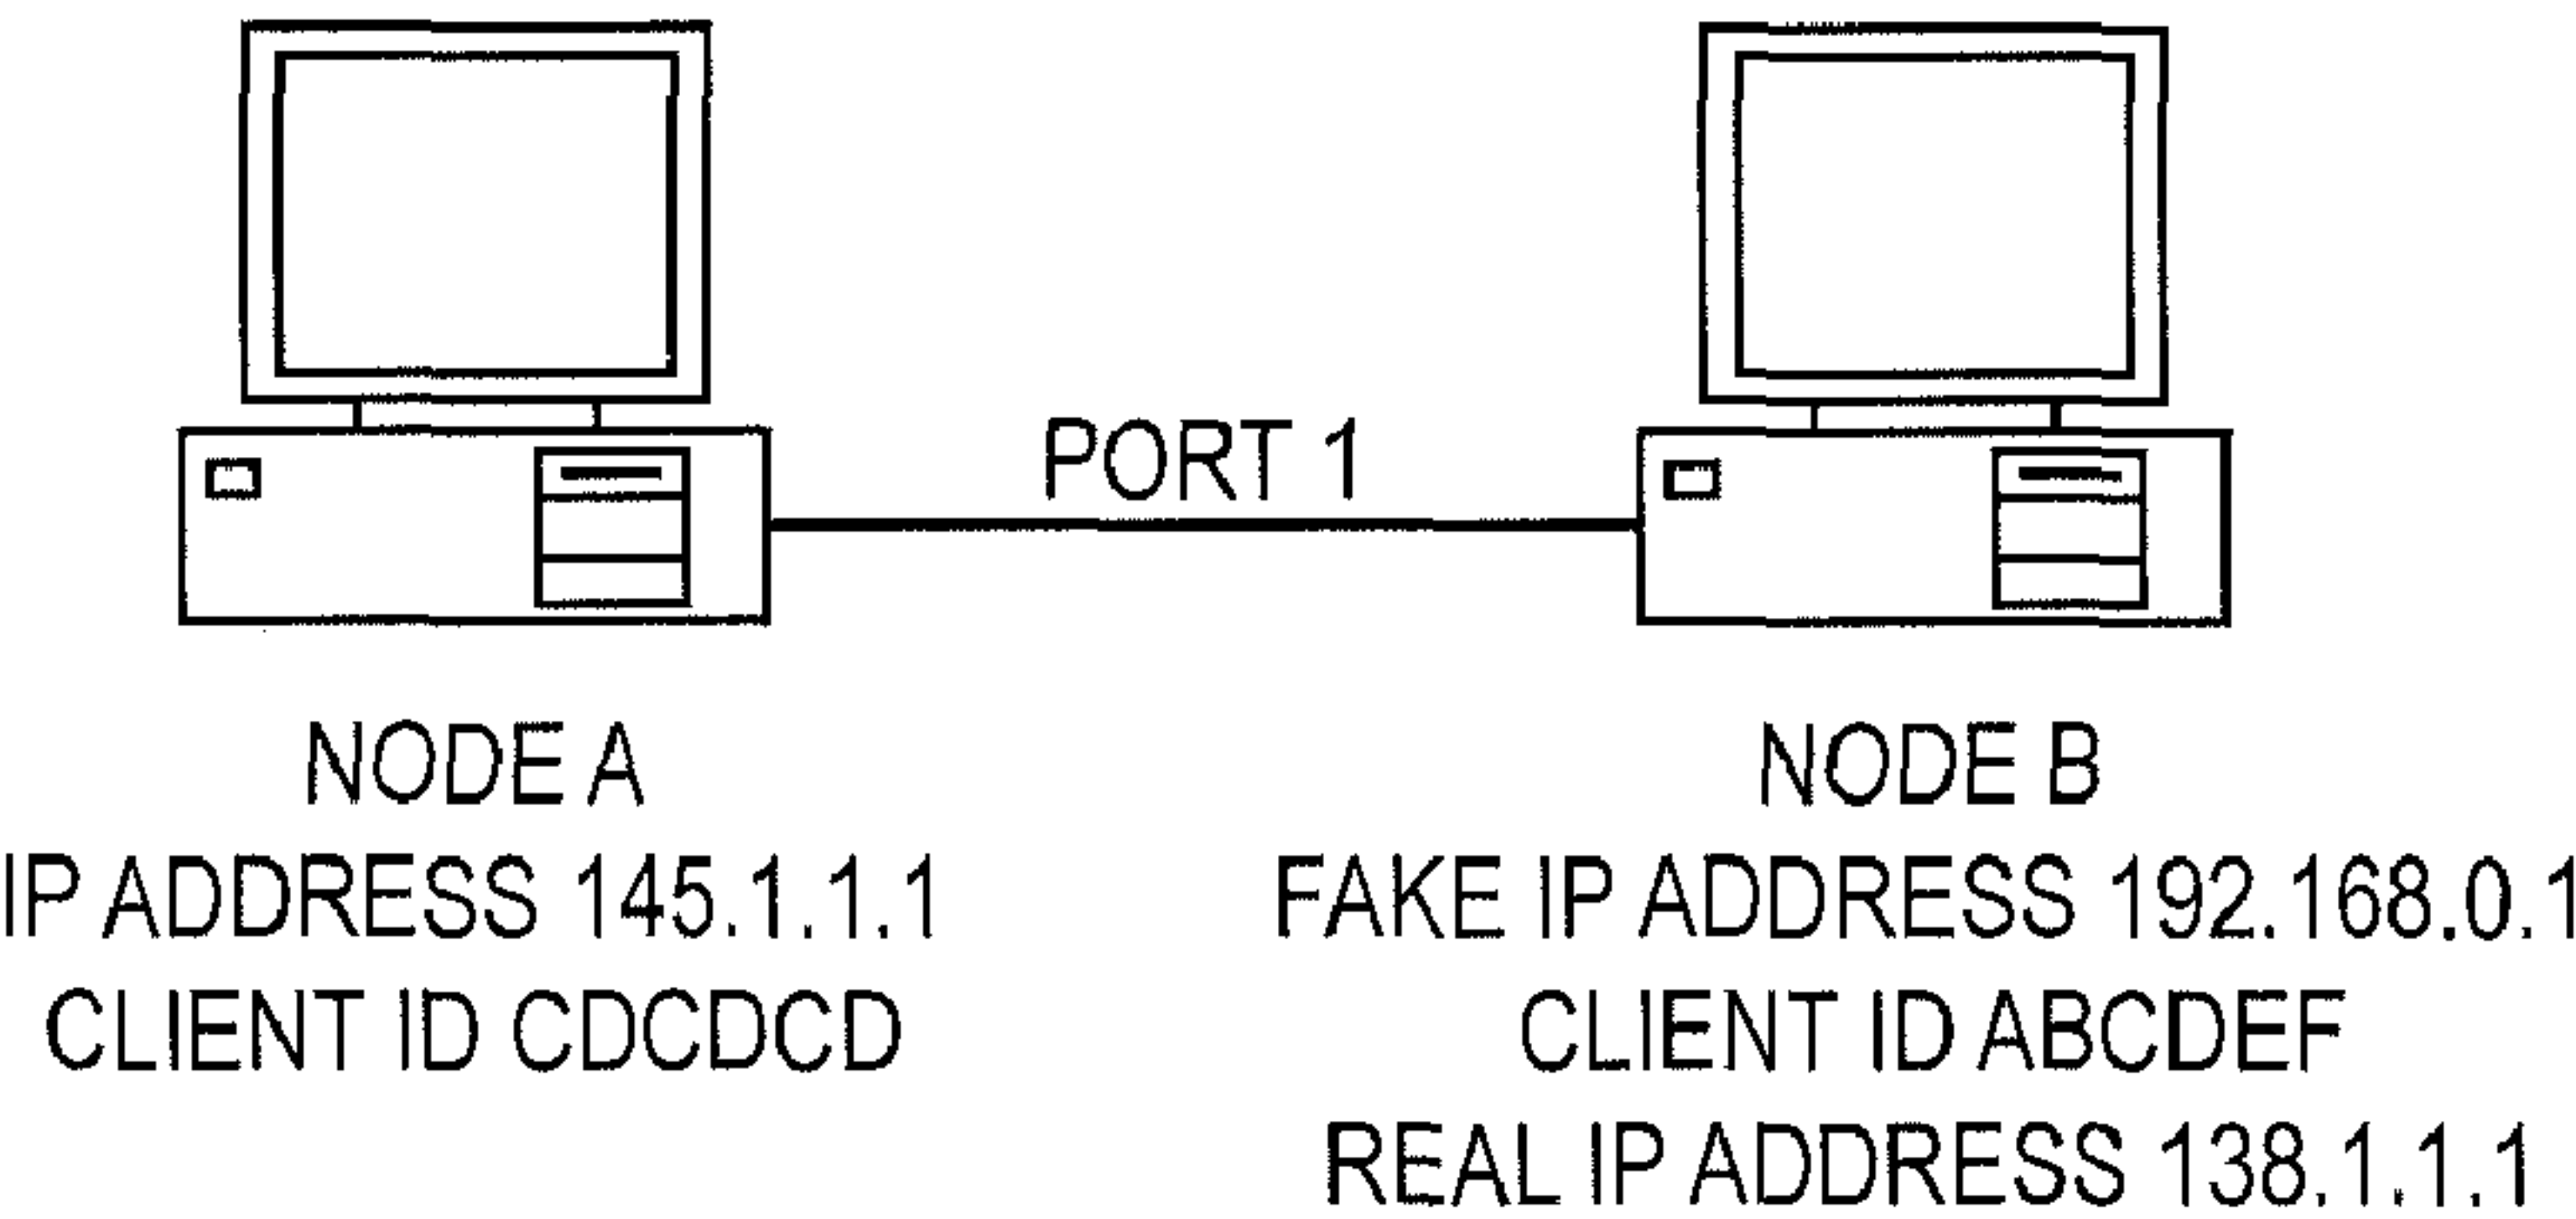 PORT 1
NODE A
IP ADDRESS 145.1.1.1
CLIENT ID CDCDCD
NODE B
FAKE IP ADDRESS 192.168.0.1
CLIENT ID ABCDEF
REAL IP ADDRESS 138.1.1.1